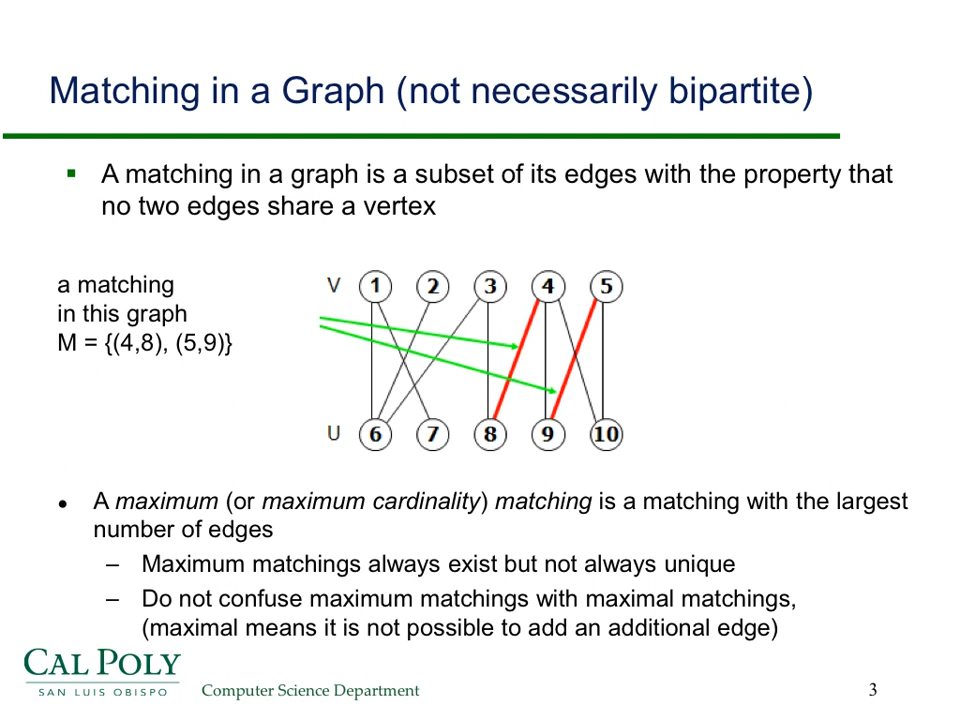 Matching in a Graph (not necessarily bipartite)
▪ A matching in a graph is a subset of its edges with the property that
no two edges share a vertex
a matching
in this graph
M = {(4,8), (5,9)}
V 1 2 3 4 5
U 6 7 8 9 10
● A maximum (or maximum cardinality) matching is a matching with the largest
number of edges
– Maximum matchings always exist but not always unique
– Do not confuse maximum matchings with maximal matchings,
(maximal means it is not possible to add an additional edge)
CAL POLY
SAN LUIS OBISPO
Computer Science Department
3